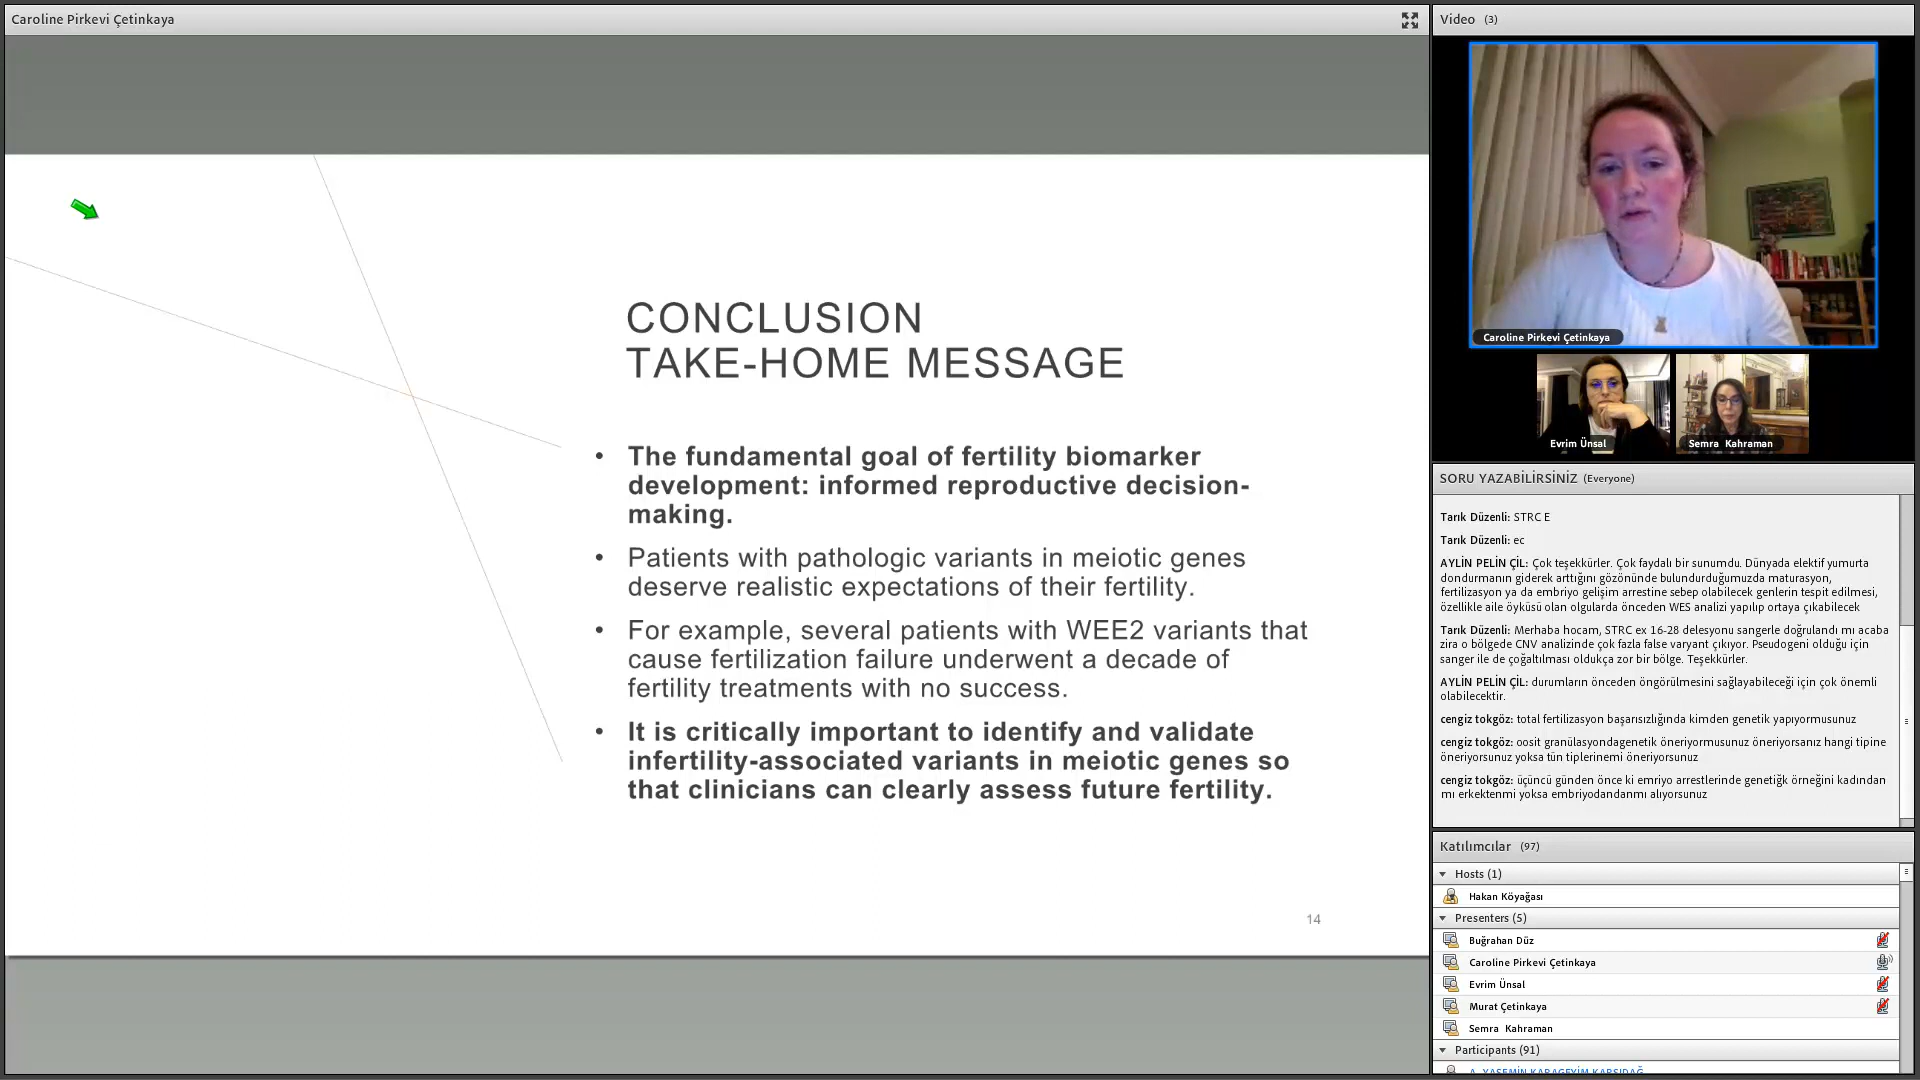 Caroline Pirkevi Çetinkaya
CONCLUSION
TAKE-HOME MESSAGE
• The fundamental goal of fertility biomarker
development: informed reproductive decision-
making.
• Patients with pathologic variants in meiotic genes
deserve realistic expectations of their fertility.
• For example, several patients with WEE2 variants that
cause fertilization failure underwent a decade of
fertility treatments with no success.
• It is critically important to identify and validate
infertility-associated variants in meiotic genes so
that clinicians can clearly assess future fertility.
14
Video (3)
Caroline Pirkevi Çetinkaya
Evrim Ünsal
Semra Kahraman
SORU YAZABİLİRSİNİZ (Everyone)
Tarık Düzenli: STRC E
Tarık Düzenli: ec
AYLİN PELİN ÇİL: Çok teşekkürler. Çok faydalı bir sunumdu. Dünyada elektif yumurta
dondurmanın giderek arttığını gözönünde bulundurduğumuzda maturasyon,
fertilizasyon ya da embriyo gelişim arrestine sebep olabilecek genlerin tespit edilmesi,
özellikle aile öyküsü olan olgularda önceden WES analizi yapılıp ortaya çıkabilecek
Tarık Düzenli: Merhaba hocam, STRC ex 16-28 delesyonu sangerle doğrulandı mı acaba
zira o bölgede CNV analizinde çok fazla false varyant çıkıyor. Pseudogeni olduğu için
sanger ile de çoğaltılması oldukça zor bir bölge. Teşekkürler.
AYLİN PELİN ÇİL: durumların önceden öngörülmesini sağlayabileceği için çok önemli
olabilecektir.
cengiz tokgöz: total fertilizasyon başarısızlığında kimden genetik yapıyormusunuz
cengiz tokgöz: oosit granülasyondagenetik öneriyormusunuz öneriyorsanız hangi tipine
öneriyorsunuz yoksa tün tiplerinemi öneriyorsunuz
cengiz tokgöz: üçüncü günden önce ki emriyo arrestlerinde genetiğk örneğini kadından
mı erkektenmi yoksa embriyodandanmı alıyorsunuz
Katılımcılar (97)
Hosts (1)
Hakan Köyağası
Presenters (5)
Buğrahan Düz
Caroline Pirkevi Çetinkaya
Evrim Ünsal
Murat Çetinkaya
Semra Kahraman
Participants (91)
A. YASEMİN KARAGEYİM KARŞIDAĞ